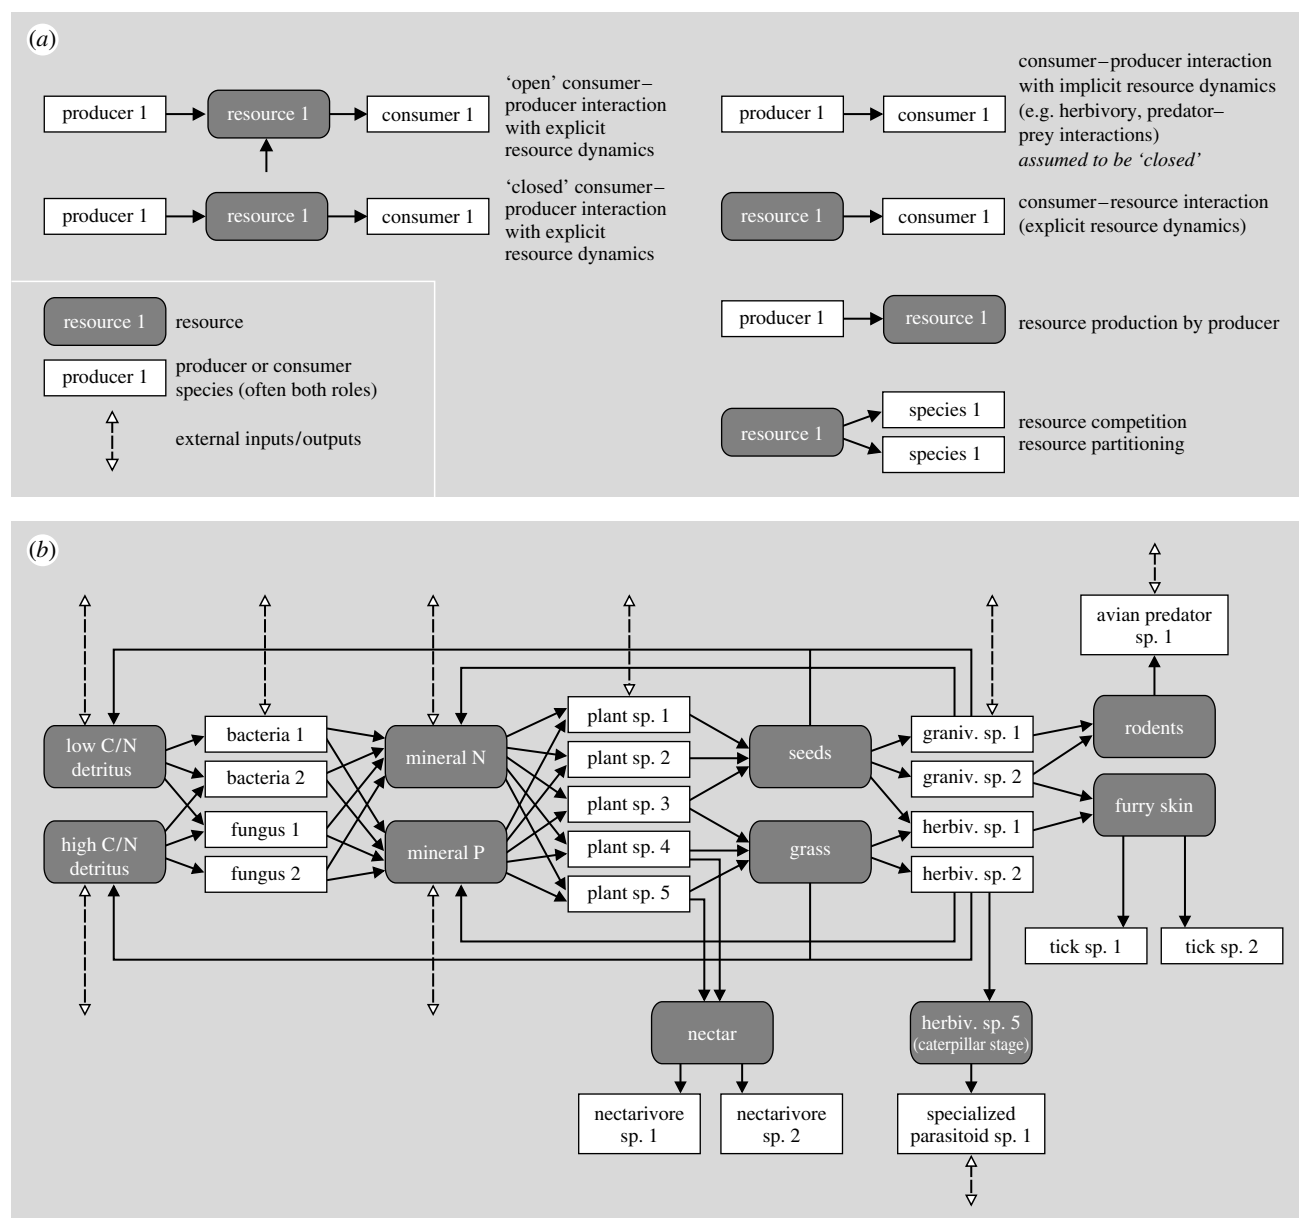 (a)
producer 1
resource 1
consumer 1
'open' consumer–
producer interaction
with explicit
resource dynamics
producer 1
resource 1
consumer 1
'closed' consumer–
producer interaction
with explicit
resource dynamics
resource 1
resource
producer 1
producer or consumer
species (often both roles)
external inputs/outputs
producer 1
consumer 1
consumer–producer interaction
with implicit resource dynamics
(e.g. herbivory, predator–
prey interactions)
assumed to be 'closed'
resource 1
consumer 1
consumer–resource interaction
(explicit resource dynamics)
producer 1
resource 1
resource production by producer
resource 1
species 1
species 1
resource competition
resource partitioning
(b)
low C/N
detritus
high C/N
detritus
bacteria 1
bacteria 2
fungus 1
fungus 2
mineral N
mineral P
plant sp. 1
plant sp. 2
plant sp. 3
plant sp. 4
plant sp. 5
seeds
grass
graniv. sp. 1
graniv. sp. 2
herbiv. sp. 1
herbiv. sp. 2
avian predator
sp. 1
rodents
furry skin
tick sp. 1
tick sp. 2
nectar
nectarivore
sp. 1
nectarivore
sp. 2
herbiv. sp. 5
(caterpillar stage)
specialized
parasitoid sp. 1